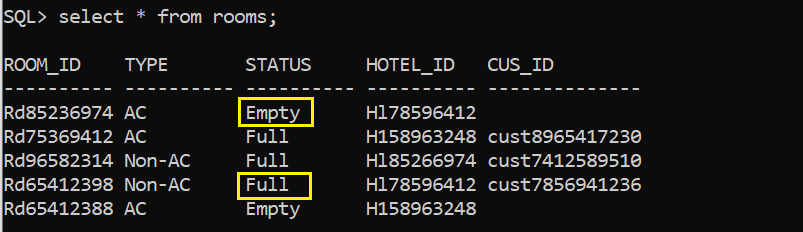 SQL> select * from rooms;
ROOM_ID    TYPE       STATUS     HOTEL_ID   CUS_ID
---------- ---------- ---------- ---------- --------------
Rd85236974 AC         Empty      Hl78596412
Rd75369412 AC         Full       H158963248 cust8965417230
Rd96582314 Non-AC     Full       Hl85266974 cust7412589510
Rd65412398 Non-AC     Full       Hl78596412 cust7856941236
Rd65412388 AC         Empty      H158963248